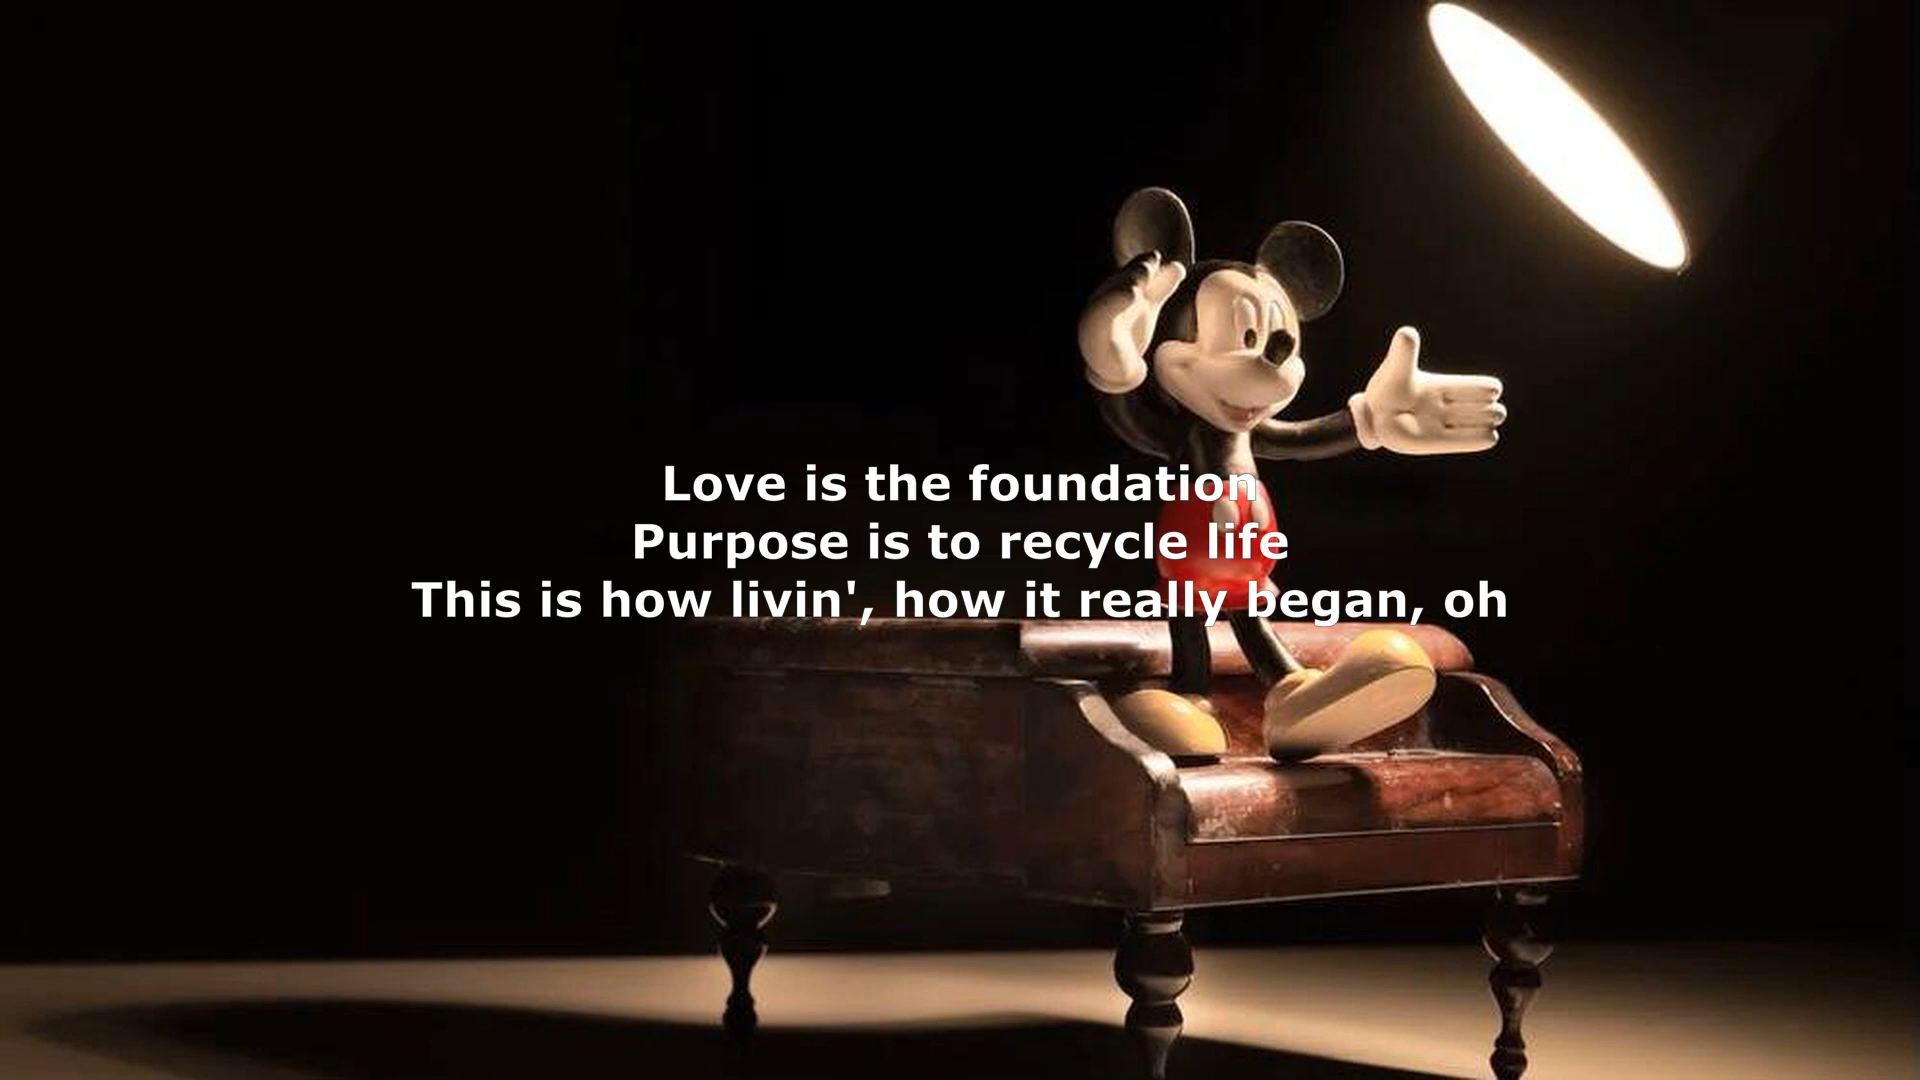 Love is the foundation
Purpose is to recycle life
This is how livin', how it really began, oh